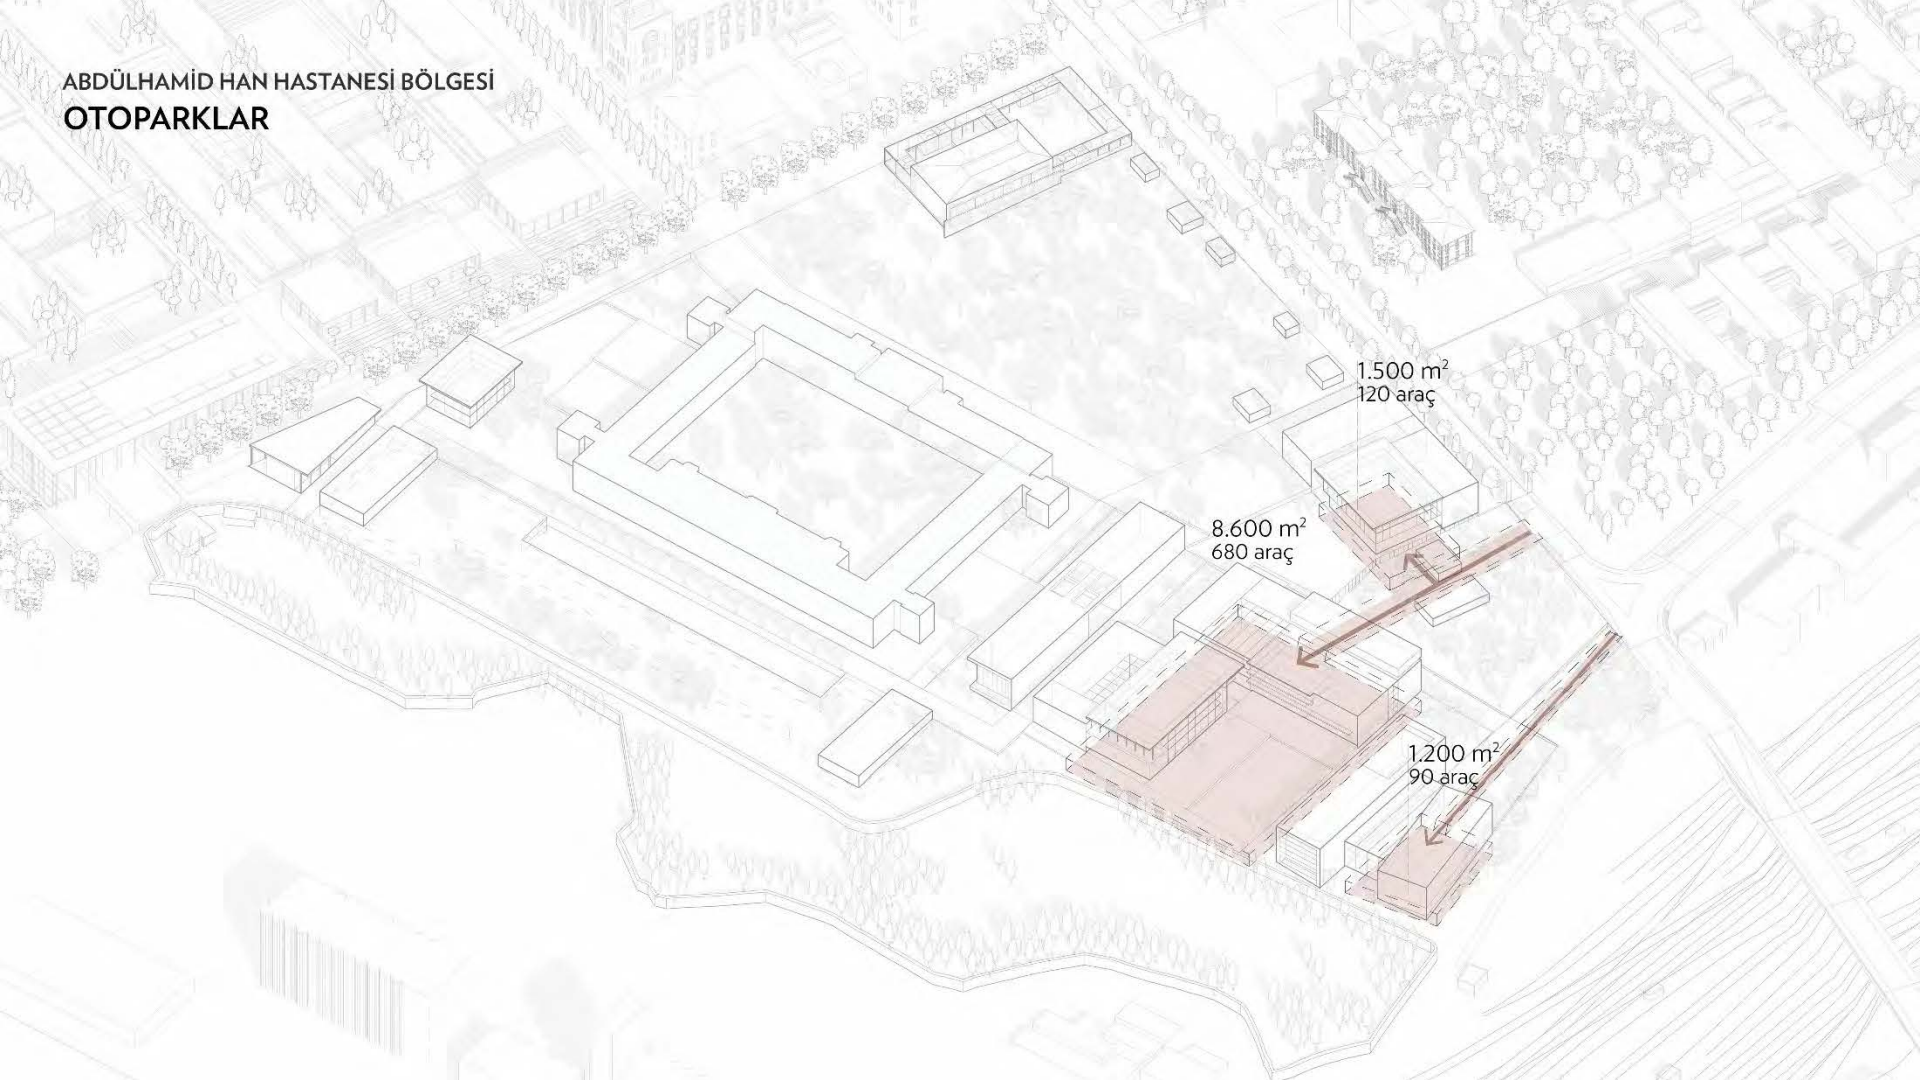 ABDÜLHAMİD HAN HASTANESİ BÖLGESİ
OTOPARKLAR
1.500 m²
120 araç
8.600 m²
680 araç
1.200 m²
90 araç